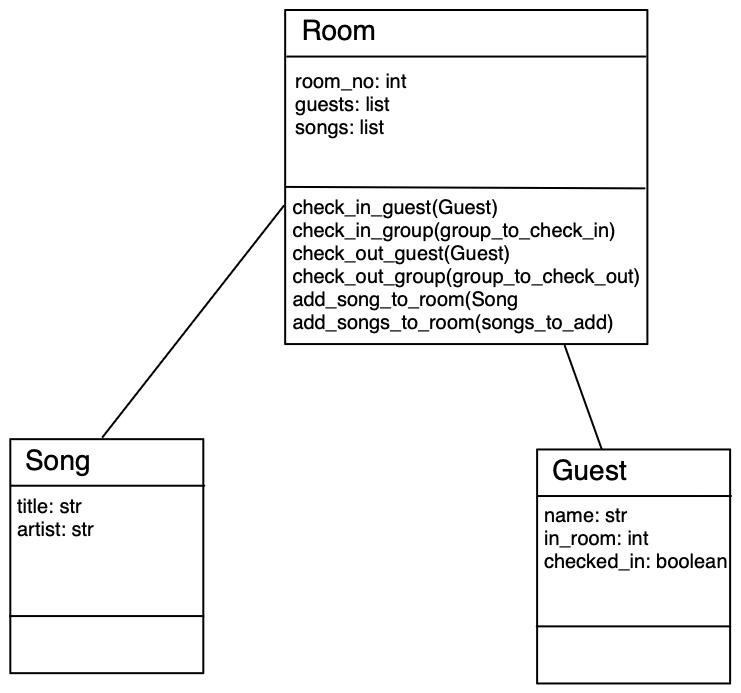 Room
room_no: int
guests: list
songs: list
check_in_guest(Guest)
check_in_group(group_to_check_in)
check_out_guest(Guest)
check_out_group(group_to_check_out)
add_song_to_room(Song
add_songs_to_room(songs_to_add)
Song
title: str
artist: str
Guest
name: str
in_room: int
checked_in: boolean